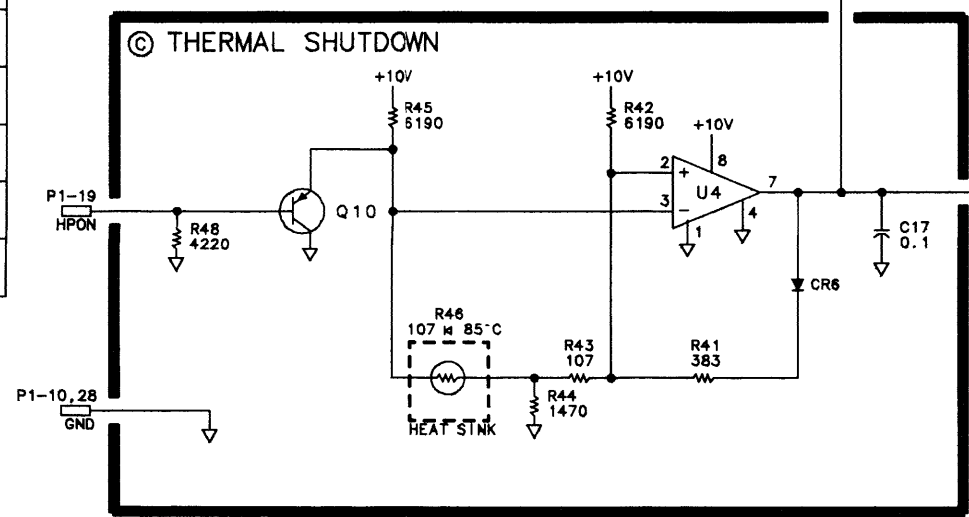 © THERMAL SHUTDOWN
+10V
+10V
R45
6190
R42
6190
+10V
2
+
8
U4
7
3
−
4
1
P1-19
HPON
R48
4220
Q10
C17
0.1
CR6
R46
107 85°C
R43
107
R41
383
R44
1470
HEAT SINK
P1-10,28
GND